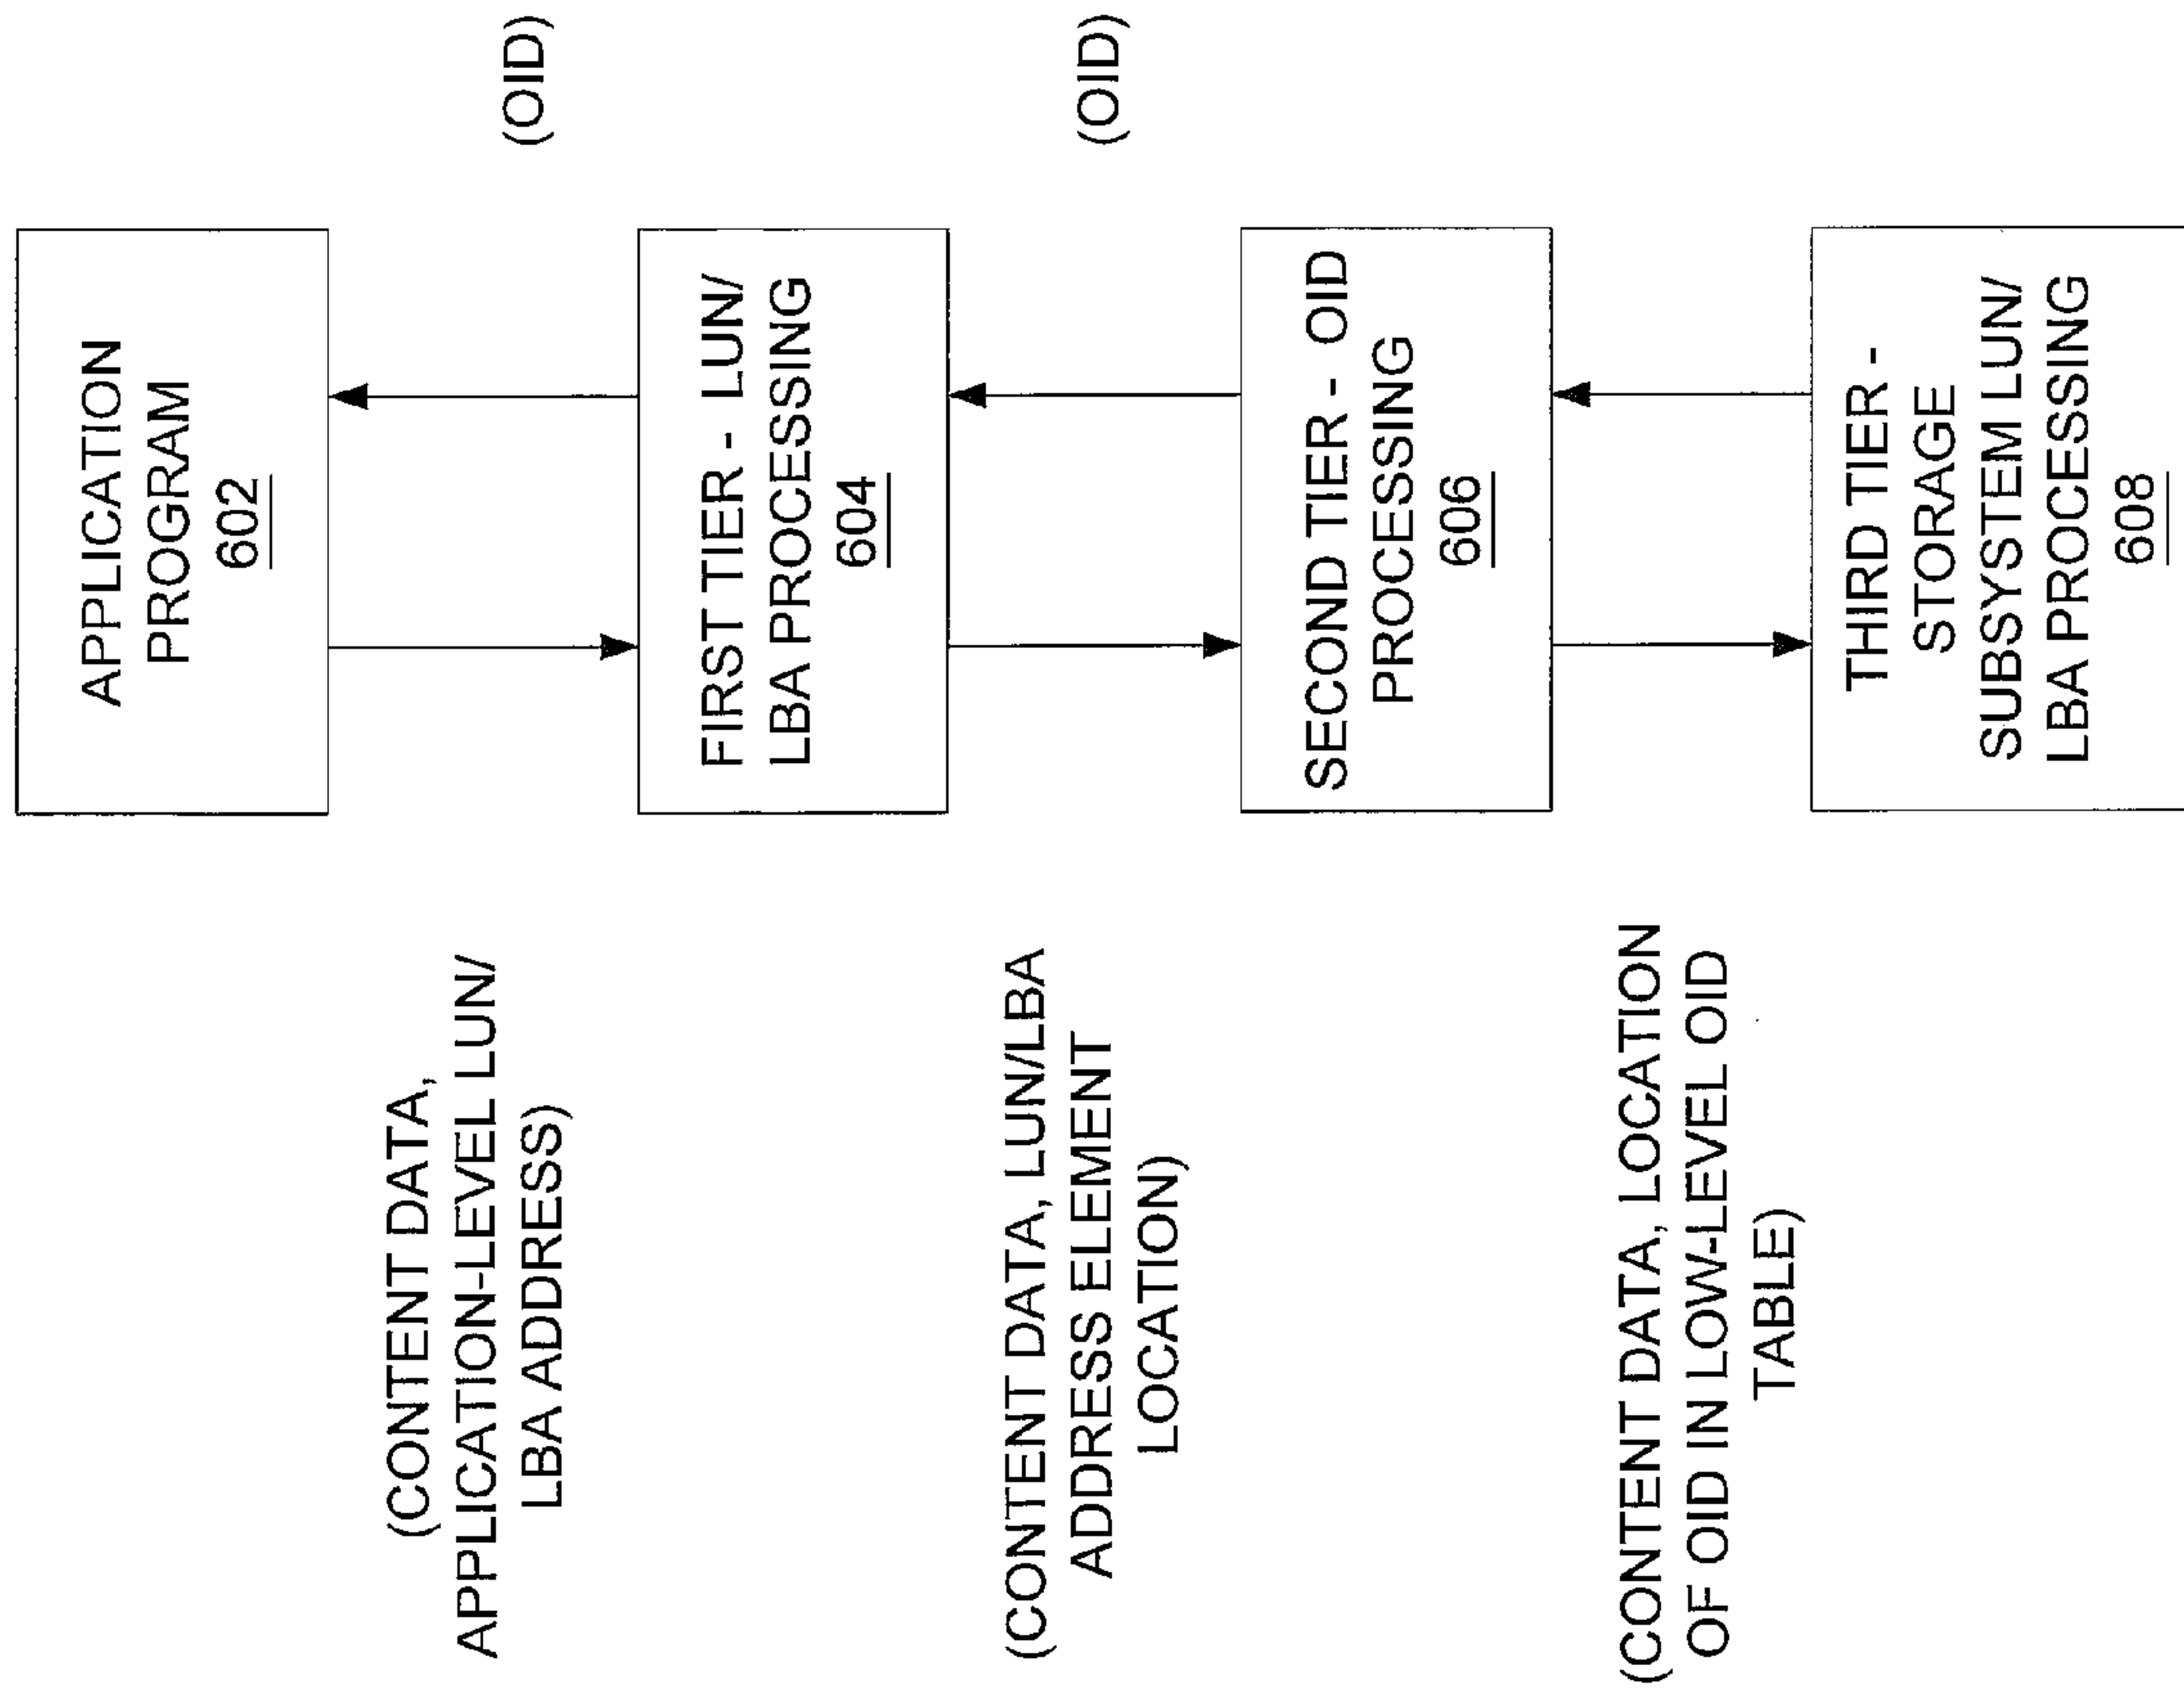 APPLICATION
PROGRAM
602
(CONTENT DATA,
APPLICATION-LEVEL LUN/
LBA ADDRESS)
(OID)
FIRST TIER - LUN/
LBA PROCESSING
604
(CONTENT DATA, LUN/LBA
ADDRESS ELEMENT
LOCATION)
(OID)
SECOND TIER - OID
PROCESSING
606
(CONTENT DATA, LOCATION
OF OID IN LOW-LEVEL OID
TABLE)
THIRD TIER -
STORAGE
SUBSYSTEM LUN/
LBA PROCESSING
608